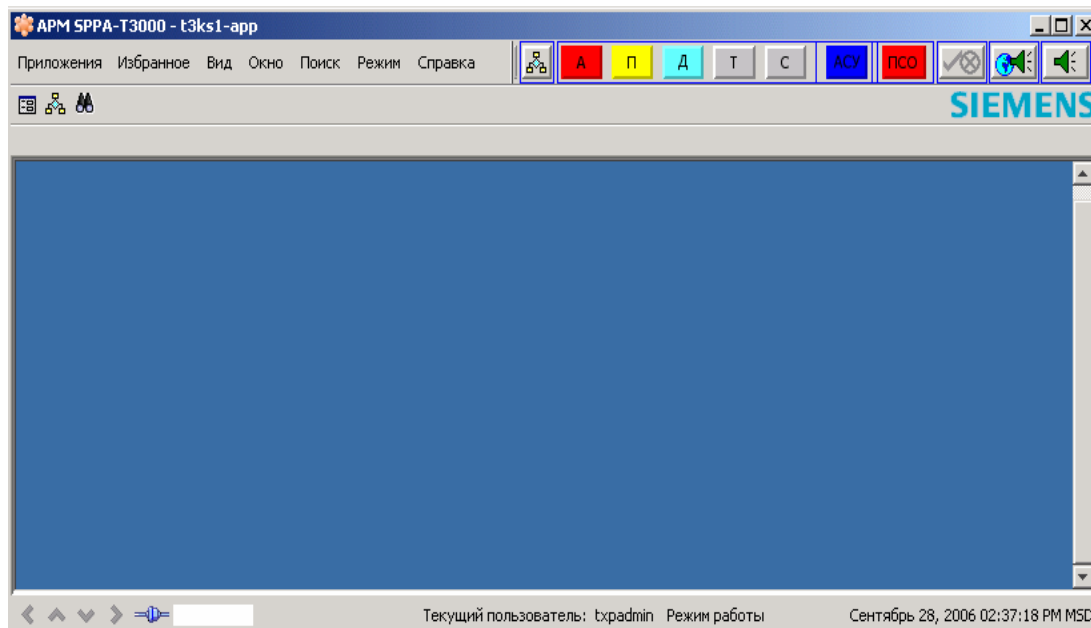 АРМ SPPA-T3000 - t3ks1-app
Приложения Избранное Вид Окно Поиск Режим Справка А П Д Т С АСУ ПСО
SIEMENS
Текущий пользователь: txpadmin Режим работы Сентябрь 28, 2006 02:37:18 PM MSD